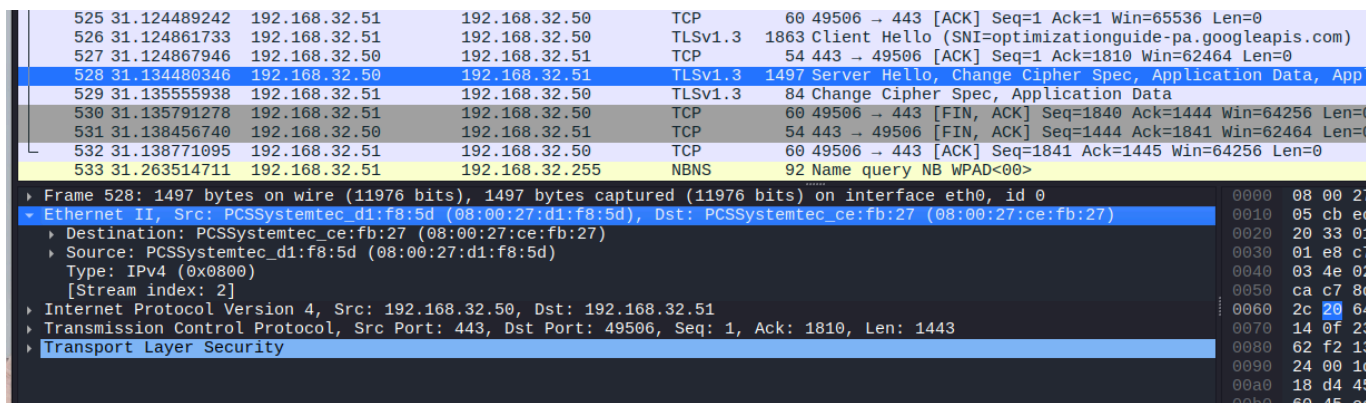 525 31.124489242 192.168.32.51 192.168.32.50 TCP 60 49506 → 443 [ACK] Seq=1 Ack=1 Win=65536 Len=0
526 31.124861733 192.168.32.51 192.168.32.50 TLSv1.3 1863 Client Hello (SNI=optimizationguide-pa.googleapis.com)
527 31.124867946 192.168.32.50 192.168.32.51 TCP 54 443 → 49506 [ACK] Seq=1 Ack=1810 Win=62464 Len=0
528 31.134480346 192.168.32.50 192.168.32.51 TLSv1.3 1497 Server Hello, Change Cipher Spec, Application Data, App
529 31.135555938 192.168.32.51 192.168.32.50 TLSv1.3 84 Change Cipher Spec, Application Data
530 31.135791278 192.168.32.51 192.168.32.50 TCP 60 49506 → 443 [FIN, ACK] Seq=1840 Ack=1444 Win=64256 Len=0
531 31.138456740 192.168.32.50 192.168.32.51 TCP 54 443 → 49506 [FIN, ACK] Seq=1444 Ack=1841 Win=62464 Len=
532 31.138771095 192.168.32.51 192.168.32.50 TCP 60 49506 → 443 [ACK] Seq=1841 Ack=1445 Win=64256 Len=0
533 31.263514711 192.168.32.51 192.168.32.255 NBNS 92 Name query NB WPAD<00>
Frame 528: 1497 bytes on wire (11976 bits), 1497 bytes captured (11976 bits) on interface eth0, id 0
Ethernet II, Src: PCSSystemtec_d1:f8:5d (08:00:27:d1:f8:5d), Dst: PCSSystemtec_ce:fb:27 (08:00:27:ce:fb:27)
Destination: PCSSystemtec_ce:fb:27 (08:00:27:ce:fb:27)
Source: PCSSystemtec_d1:f8:5d (08:00:27:d1:f8:5d)
Type: IPv4 (0x0800)
[Stream index: 2]
Internet Protocol Version 4, Src: 192.168.32.50, Dst: 192.168.32.51
Transmission Control Protocol, Src Port: 443, Dst Port: 49506, Seq: 1, Ack: 1810, Len: 1443
Transport Layer Security
0000 08 00 27
0010 05 cb
0020 20 33
0030 01 e8
0040 03 4e 02
0050 ca c7
0060 2c 20 64
0070 14 0f 23
0080 62 f2 13
0090 24 00
00a0 18 d4 45